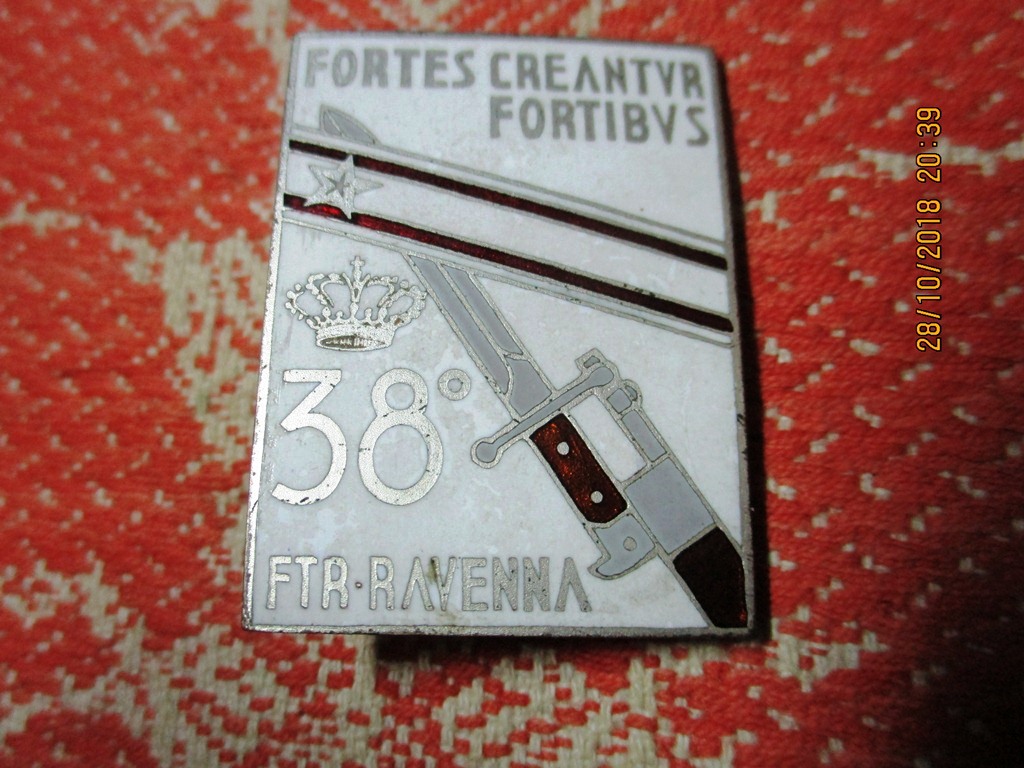 FORTES CREANTVR
FORTIBVS
38°
FTR·RAVENNA
28/10/2018 20:39